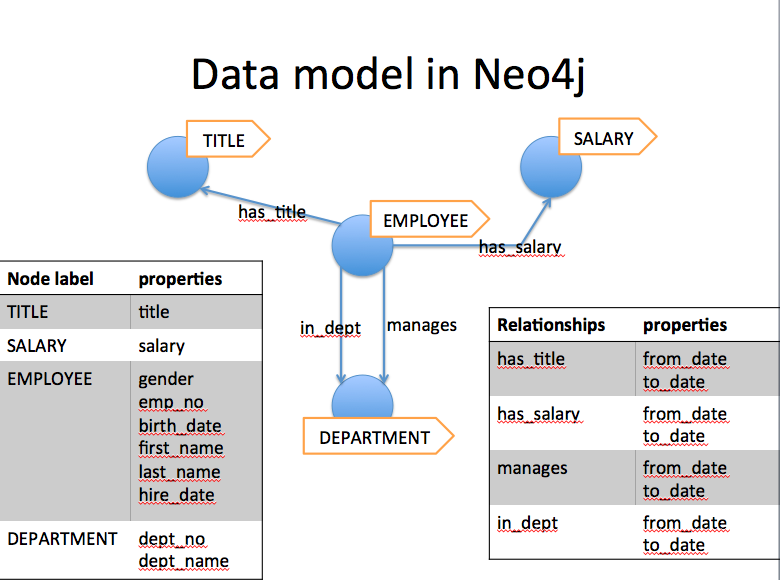 Data model in Neo4j
TITLE
SALARY
has_title
EMPLOYEE
has_salary
in_dept
manages
DEPARTMENT
Node label properties
TITLE title
SALARY salary
EMPLOYEE gender
emp_no
birth_date
first_name
last_name
hire_date
DEPARTMENT dept_no
dept_name
Relationships properties
has_title from_date
to_date
has_salary from_date
to_date
manages from_date
to_date
in_dept from_date
to_date